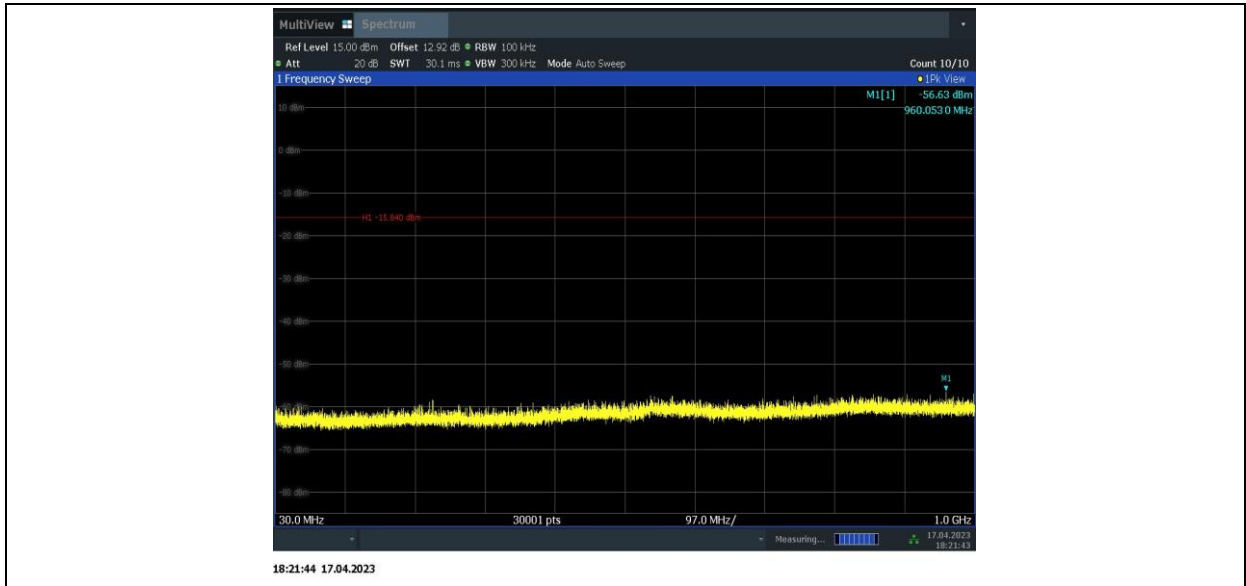 MultiView Spectrum
Ref Level 15.00 dBm Offset 12.92 dB RBW 100 kHz
Att 20 dB SWT 30.1 ms VBW 300 kHz Mode Auto Sweep Count 10/10
1 Frequency Sweep 1Pk View
M1[1] -56.63 dBm
10 dBm 960.0530 MHz
0 dBm
-10 dBm
H1 -15.840 dBm
-20 dBm
-30 dBm
-40 dBm
-50 dBm
M1
-60 dBm
-70 dBm
-80 dBm
30.0 MHz 30001 pts 97.0 MHz/ 1.0 GHz
Measuring... 17.04.2023
18:21:43
18:21:44 17.04.2023